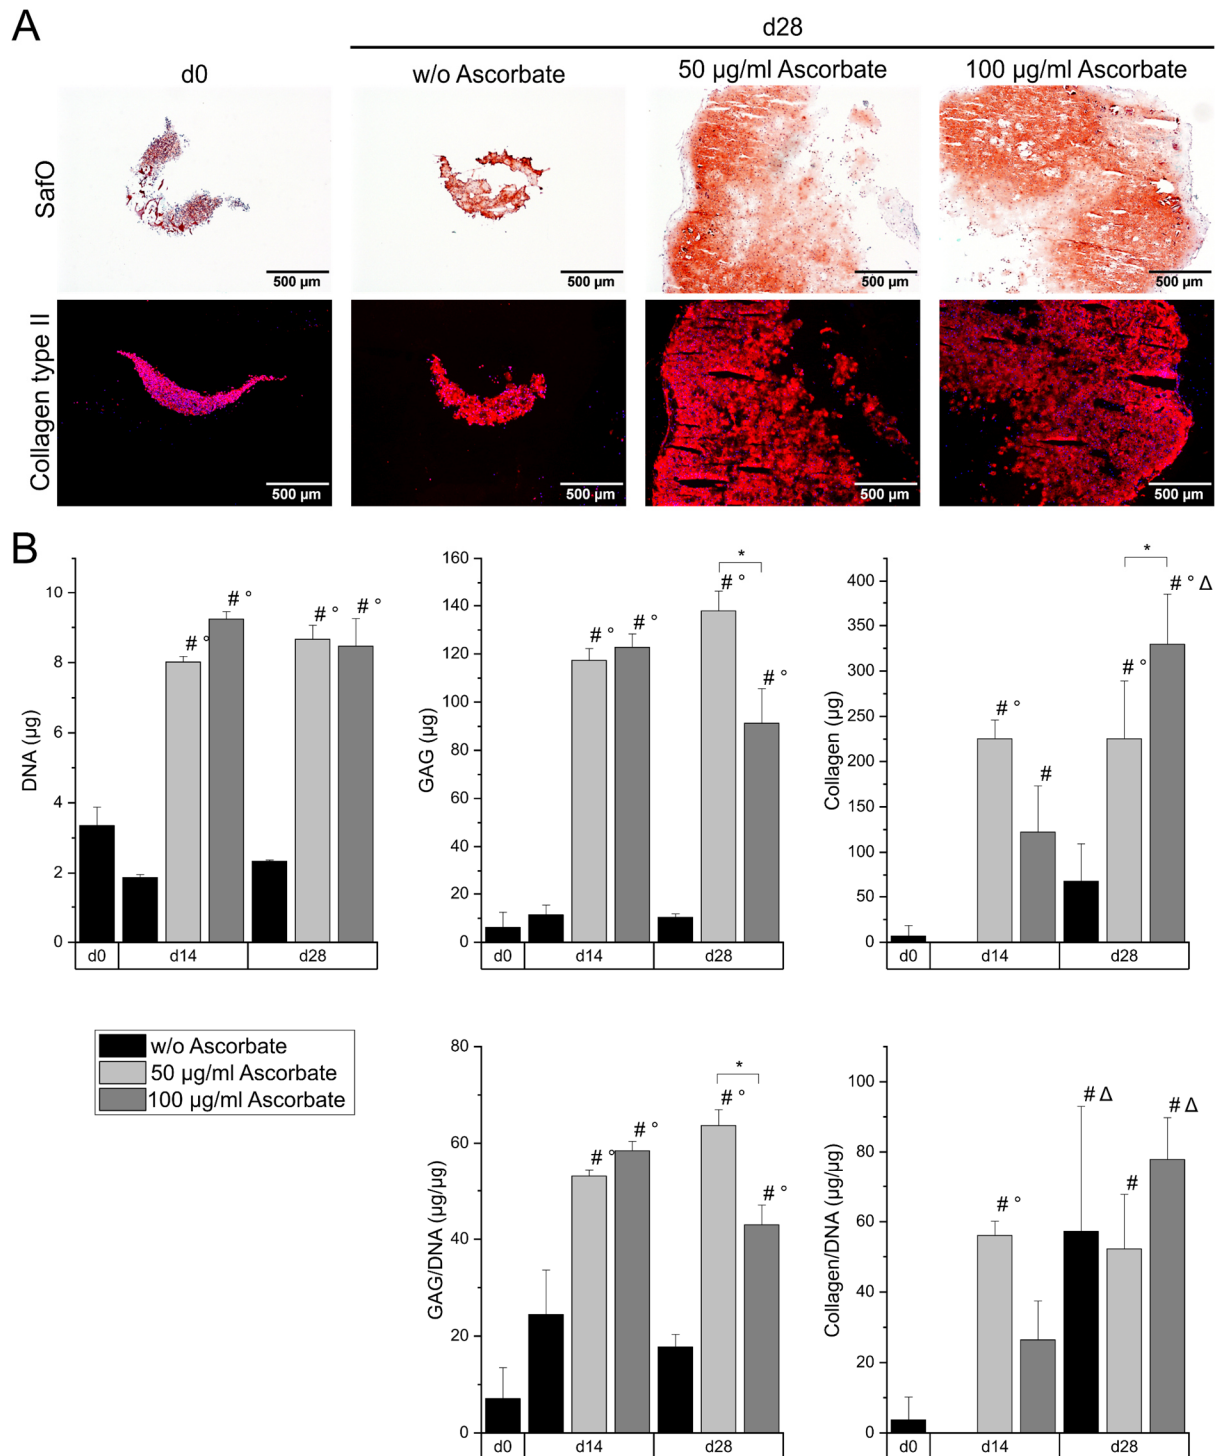 A
d28
d0
w/o Ascorbate
50 µg/ml Ascorbate
100 µg/ml Ascorbate
SafO
500 µm
500 µm
500 µm
500 µm
Collagen type II
500 µm
500 µm
500 µm
500 µm
B
DNA (µg)
10
8
6
4
2
0
# °
# °
# °
# °
d0
d14
d28
GAG (µg)
160
140
120
100
80
60
40
20
0
# °
# °
*
# °
# °
d0
d14
d28
Collagen (µg)
400
350
300
250
200
150
100
50
0
# °
#
*
# °
# ° Δ
d0
d14
d28
w/o Ascorbate
50 µg/ml Ascorbate
100 µg/ml Ascorbate
GAG/DNA (µg/µg)
80
60
40
20
0
# °
# °
*
# °
# °
d0
d14
d28
Collagen/DNA (µg/µg)
100
80
60
40
20
0
# °
# Δ
#
# Δ
d0
d14
d28